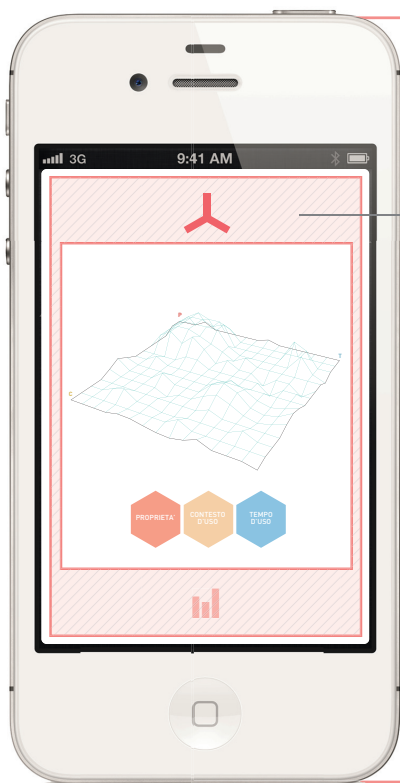 3G 9:41 AM
P
T
C
PROPRIETA'
CONTESTO
D'USO
TEMPO
D'USO